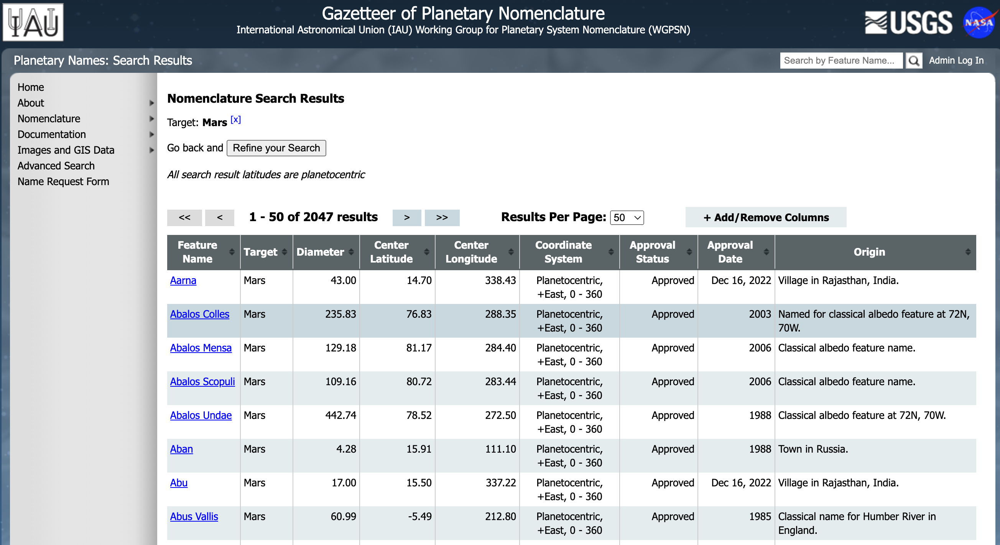 IAU
Gazetteer of Planetary Nomenclature
International Astronomical Union (IAU) Working Group for Planetary System Nomenclature (WGPSN)
USGS
NASA
Planetary Names: Search Results
Search by Feature Name...
Admin Log In
Home
About
Nomenclature
Documentation
Images and GIS Data
Advanced Search
Name Request Form
Nomenclature Search Results
Target: Mars [x]
Go back and Refine your Search
All search result latitudes are planetocentric
<< < 1 - 50 of 2047 results > >> Results Per Page: 50 + Add/Remove Columns
Feature Name Target Diameter Center Latitude Center Longitude Coordinate System Approval Status Approval Date Origin
Aarna Mars 43.00 14.70 338.43 Planetocentric, Approved Dec 16, 2022 Village in Rajasthan, India.
+East, 0 - 360
Abalos Colles Mars 235.83 76.83 288.35 Planetocentric, Approved 2003 Named for classical albedo feature at 72N,
+East, 0 - 360 70W.
Abalos Mensa Mars 129.18 81.17 284.40 Planetocentric, Approved 2006 Classical albedo feature name.
+East, 0 - 360
Abalos Scopuli Mars 109.16 80.72 283.44 Planetocentric, Approved 2006 Classical albedo feature name.
+East, 0 - 360
Abalos Undae Mars 442.74 78.52 272.50 Planetocentric, Approved 1988 Classical albedo feature at 72N, 70W.
+East, 0 - 360
Aban Mars 4.28 15.91 111.10 Planetocentric, Approved 1988 Town in Russia.
+East, 0 - 360
Abu Mars 17.00 15.50 337.22 Planetocentric, Approved Dec 16, 2022 Village in Rajasthan, India.
+East, 0 - 360
Abus Vallis Mars 60.99 -5.49 212.80 Planetocentric, Approved 1985 Classical name for Humber River in
+East, 0 - 360 England.